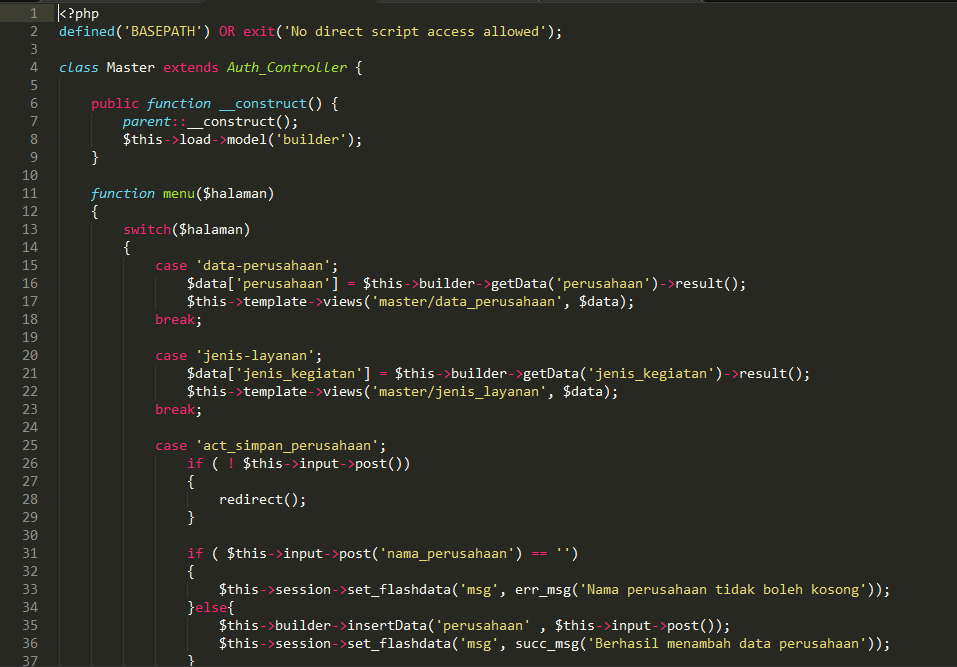 1 <?php
2 defined('BASEPATH') OR exit('No direct script access allowed');
3
4 class Master extends Auth_Controller {
5
6     public function __construct() {
7         parent::__construct();
8         $this->load->model('builder');
9     }
10
11     function menu($halaman)
12     {
13         switch($halaman)
14         {
15             case 'data-perusahaan';
16                 $data['perusahaan'] = $this->builder->getData('perusahaan')->result();
17                 $this->template->views('master/data_perusahaan', $data);
18             break;
19
20             case 'jenis-layanan';
21                 $data['jenis_kegiatan'] = $this->builder->getData('jenis_kegiatan')->result();
22                 $this->template->views('master/jenis_layanan', $data);
23             break;
24
25             case 'act_simpan_perusahaan';
26                 if ( ! $this->input->post())
27                 {
28                     redirect();
29                 }
30
31                 if ( $this->input->post('nama_perusahaan') == '')
32                 {
33                     $this->session->set_flashdata('msg', err_msg('Nama perusahaan tidak boleh kosong'));
34                 }else{
35                     $this->builder->insertData('perusahaan' , $this->input->post());
36                     $this->session->set_flashdata('msg', succ_msg('Berhasil menambah data perusahaan'));
37                 }